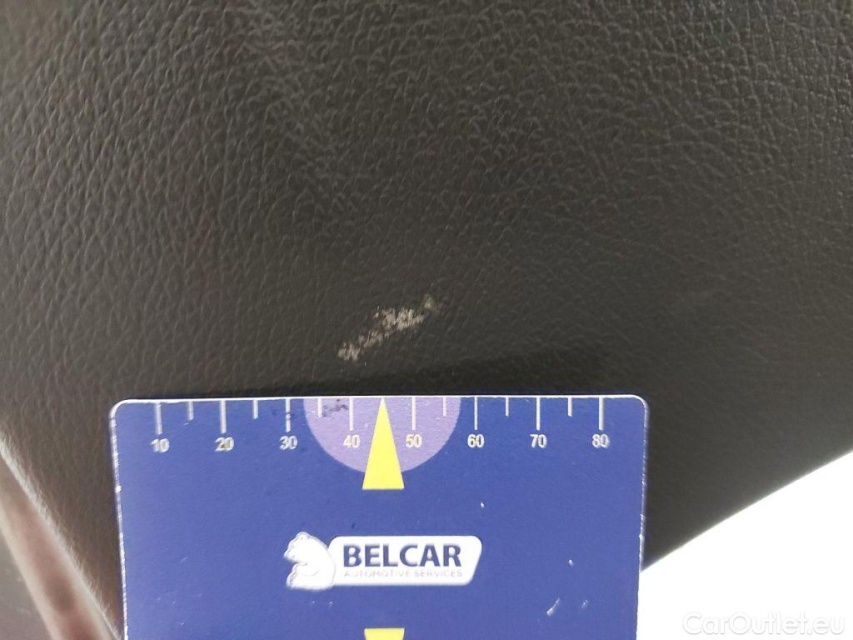 10 20 30 40 50 60 70 80
BELCAR
AUTOMOTIVE SERVICES
CarOutlet.eu